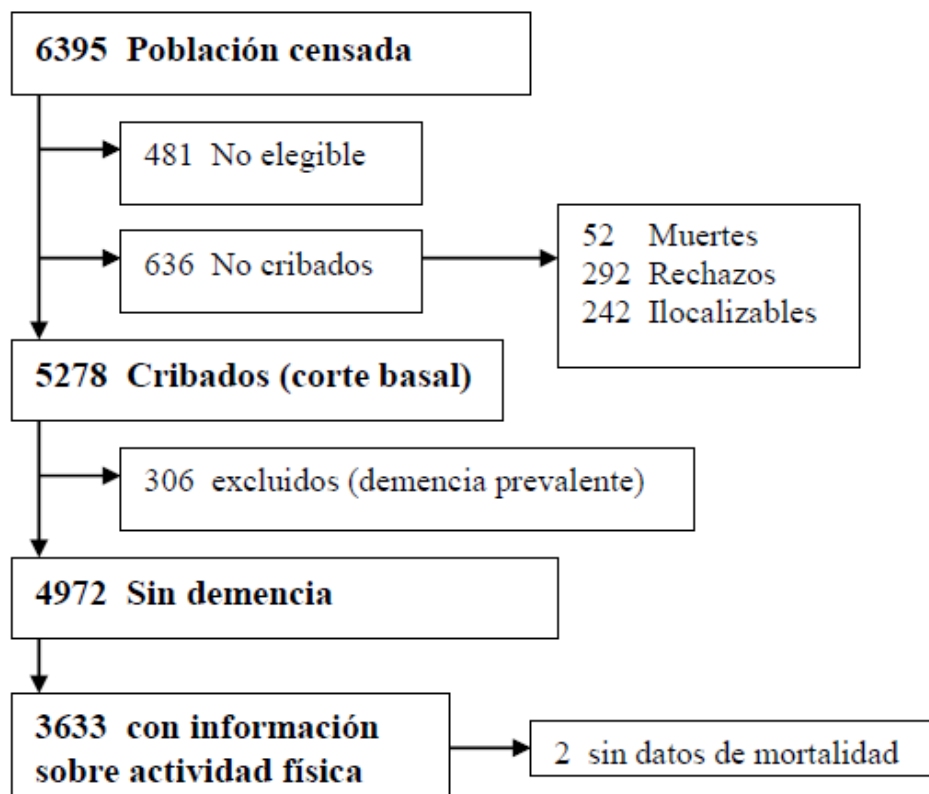 6395 Población censada
481 No elegible
636 No cribados
52 Muertes
292 Rechazos
242 Ilocalizables
5278 Cribados (corte basal)
306 excluidos (demencia prevalente)
4972 Sin demencia
3633 con información
sobre actividad física
2 sin datos de mortalidad